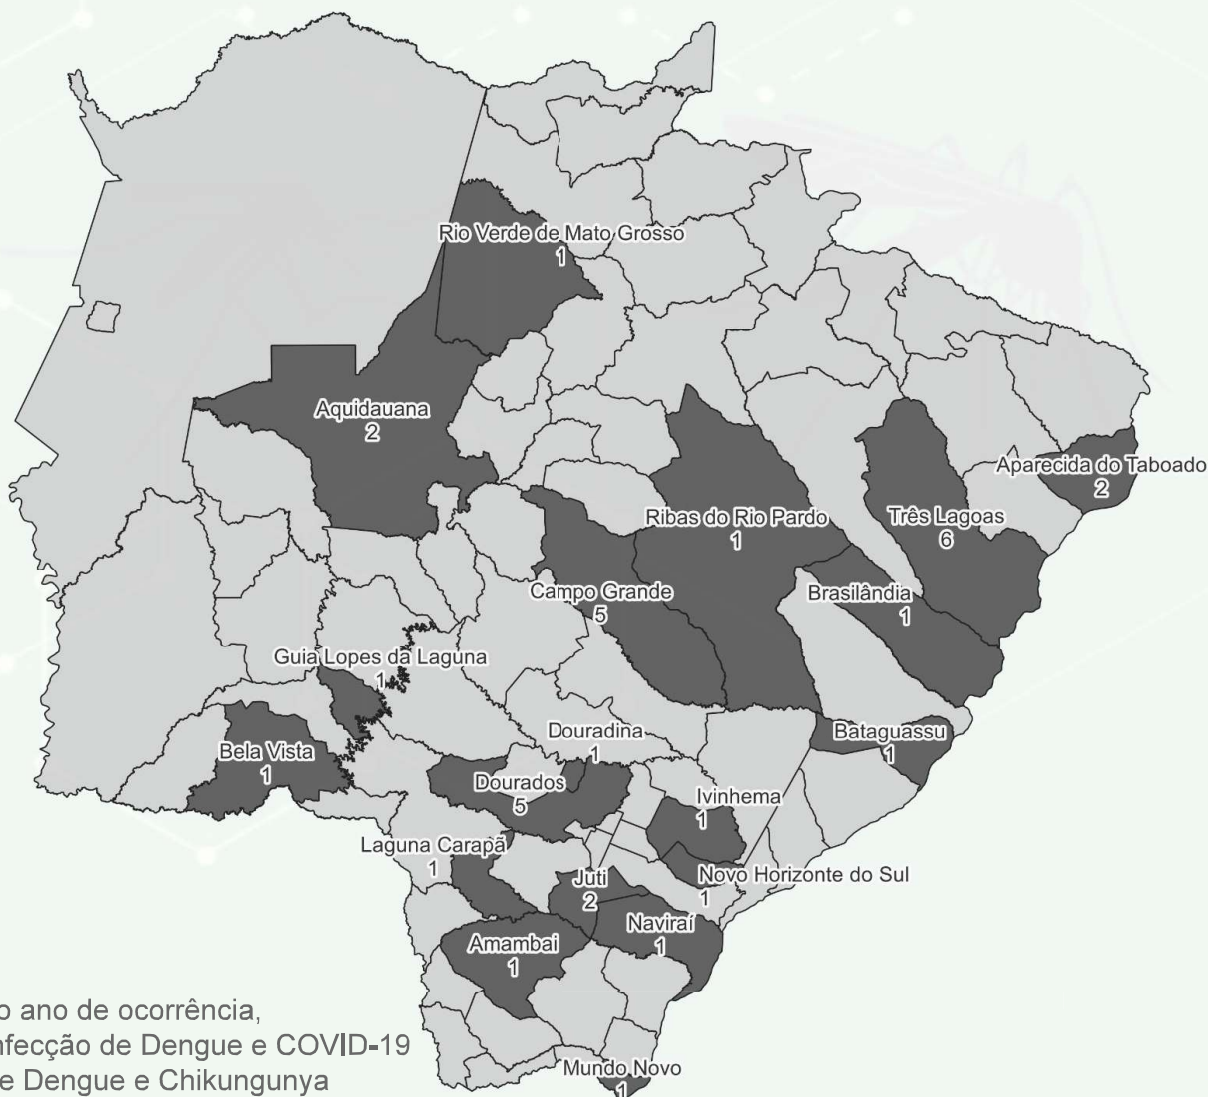 Rio Verde de Mato Grosso
1
Aquidauana
2
Aparecida do Taboado
2
Ribas do Rio Pardo
1
Três Lagoas
6
Campo Grande
5
Brasilândia
1
Guia Lopes da Laguna
1
Bela Vista
1
Douradina
1
Bataguassu
1
Dourados
5
Ivinhema
1
Laguna Carapã
1
Juti
2
Novo Horizonte do Sul
1
Naviraí
1
Amambai
1
o ano de ocorrência,
nfecção de Dengue e COVID-19
e Dengue e Chikungunya
Mundo Novo
1